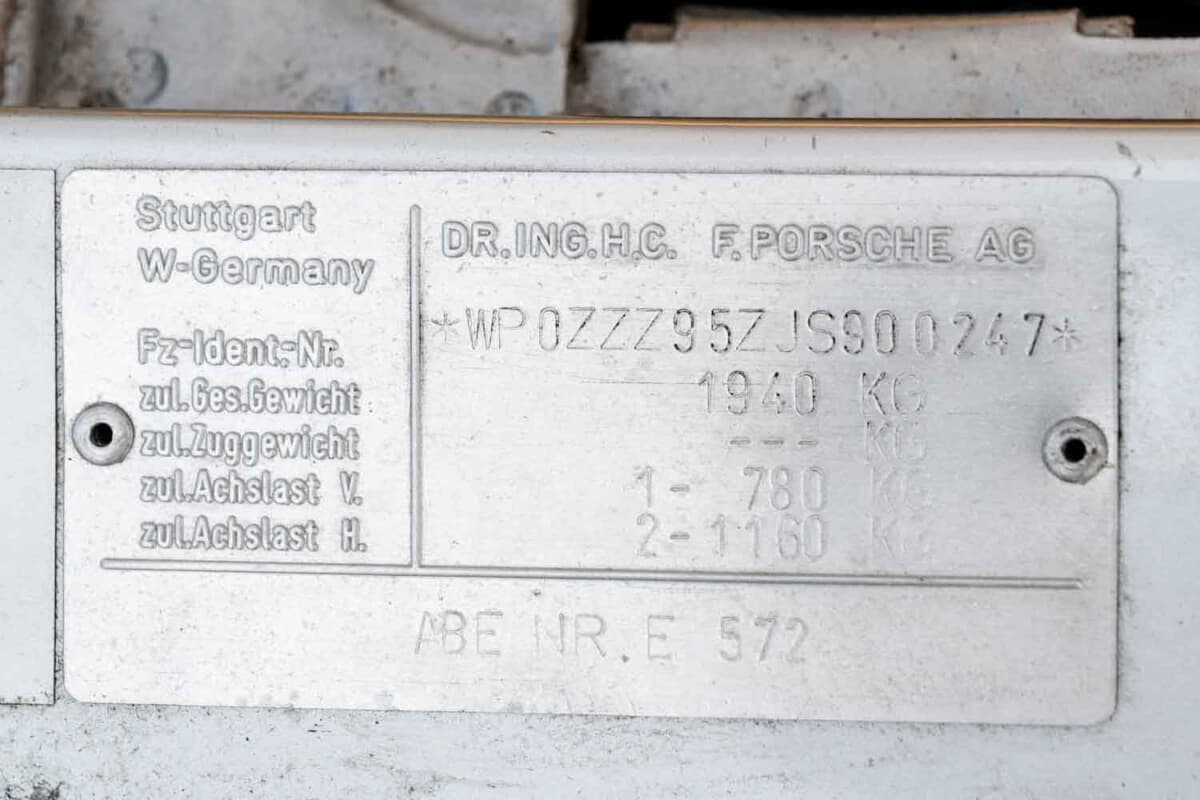 Stuttgart
W-Germany
DR.ING.H.C. F.PORSCHE AG
Fz-Ident.-Nr. *WP0ZZZ95ZJS900247*
zul.Ges.Gewicht 1940 KG
zul.Zuggewicht --- KG
zul.Achslast V. 1- 780 KG
zul.Achslast H. 2-1160 KG
ABE NR.E 572